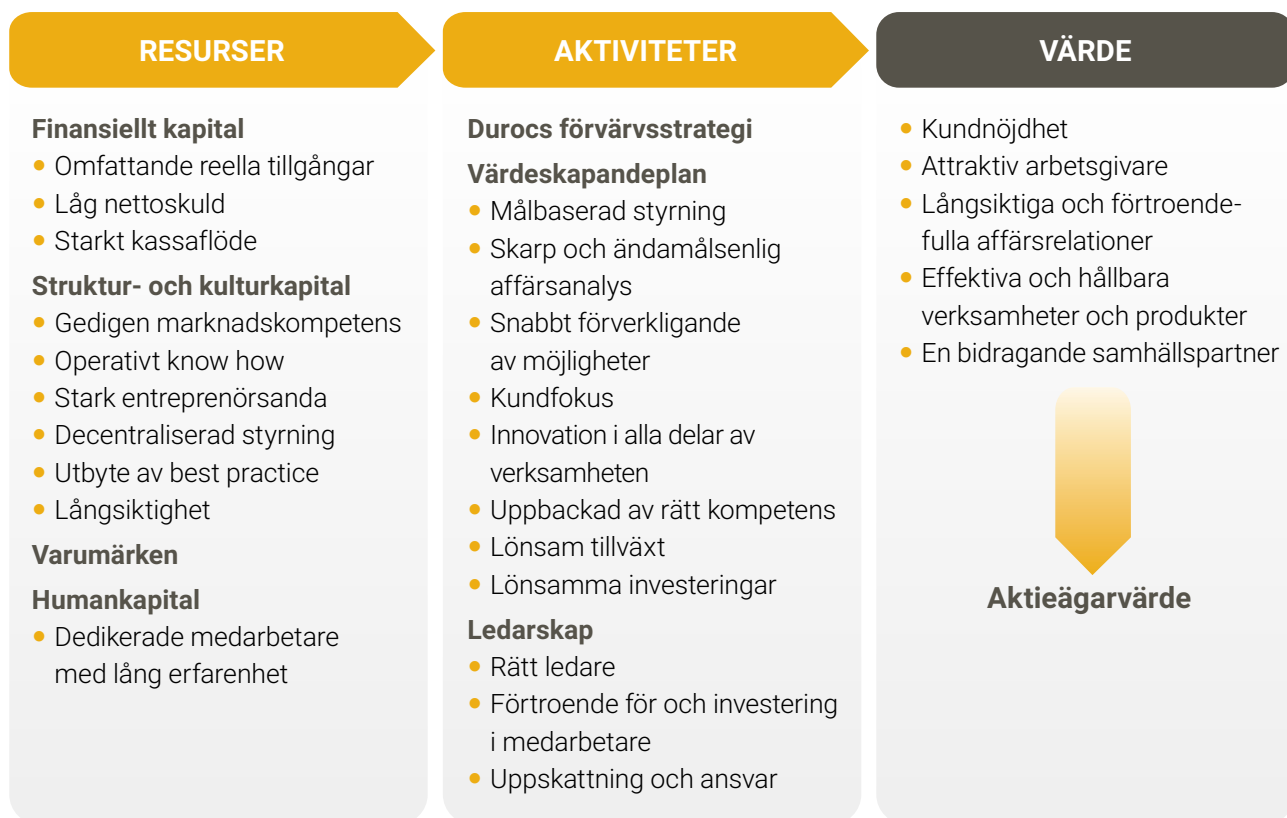 RESURSER
Finansiellt kapital
• Omfattande reella tillgångar
• Låg nettoskuld
• Starkt kassaflöde
Struktur- och kulturkapital
• Gedigen marknadskompetens
• Operativt know how
• Stark entreprenörsanda
• Decentraliserad styrning
• Utbyte av best practice
• Långsiktighet
Varumärken
Humankapital
• Dedikerade medarbetare
med lång erfarenhet
AKTIVITETER
Durocs förvärvsstrategi
Värdeskapandeplan
• Målbaserad styrning
• Skarp och ändamålsenlig
affärsanalys
• Snabbt förverkligande
av möjligheter
• Kundfokus
• Innovation i alla delar av
verksamheten
• Uppbackad av rätt kompetens
• Lönsam tillväxt
• Lönsamma investeringar
Ledarskap
• Rätt ledare
• Förtroende för och investering
i medarbetare
• Uppskattning och ansvar
VÄRDE
• Kundnöjdhet
• Attraktiv arbetsgivare
• Långsiktiga och förtroende-
fulla affärsrelationer
• Effektiva och hållbara
verksamheter och produkter
• En bidragande samhällspartner
Aktieägarvärde